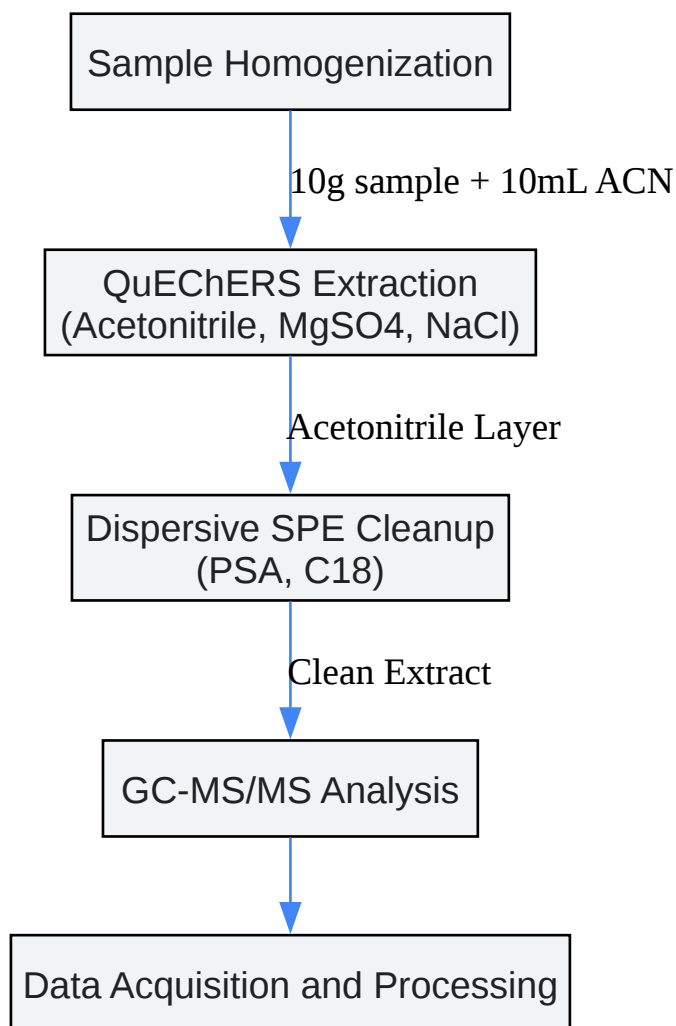 Sample Homogenization
10g sample + 10mL ACN
QuEChERS Extraction
(Acetonitrile, MgSO4, NaCl)
Acetonitrile Layer
Dispersive SPE Cleanup
(PSA, C18)
Clean Extract
GC-MS/MS Analysis
Data Acquisition and Processing